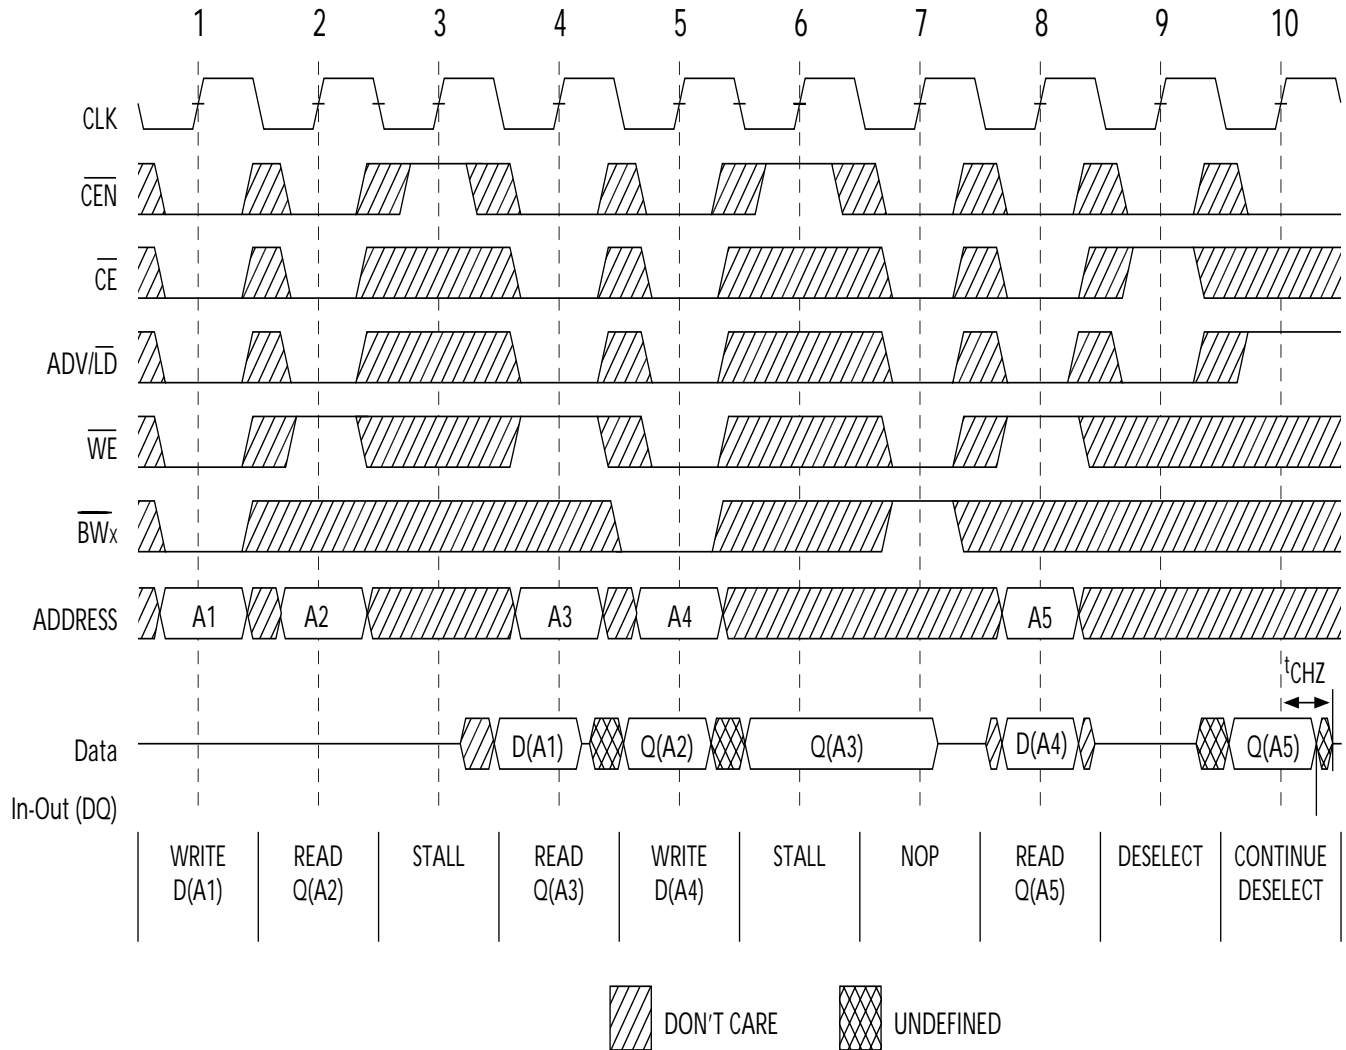 1 2 3 4 5 6 7 8 9 10
CLK
CEN
CE
ADV/LD
WE
BWx
ADDRESS A1 A2 A3 A4 A5
tCHZ
Data D(A1) Q(A2) Q(A3) D(A4) Q(A5)
In-Out (DQ)
WRITE READ STALL READ WRITE STALL NOP READ DESELECT CONTINUE
D(A1) Q(A2) Q(A3) D(A4) Q(A5) DESELECT
DON'T CARE UNDEFINED